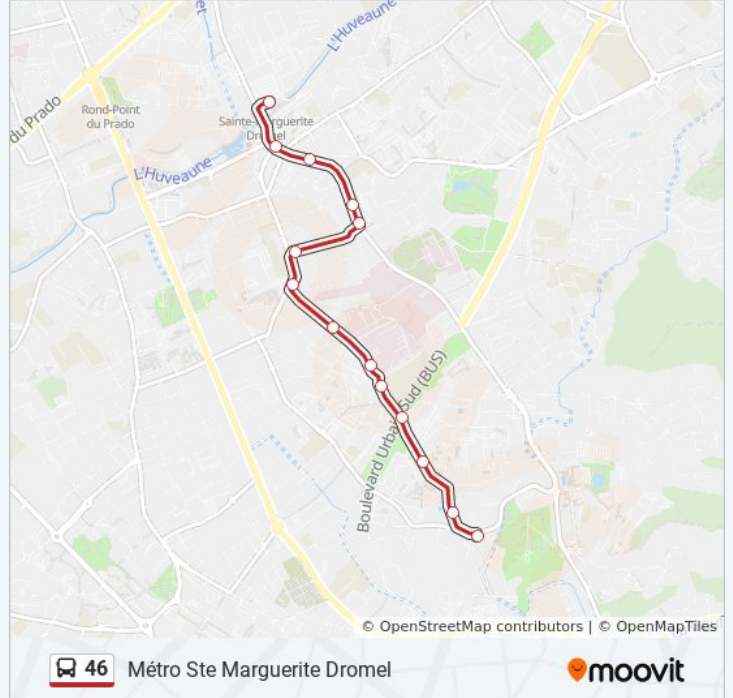 et
L'Huveaune
du Prado
Rond-Point
du Prado
Sainte-Marguerite
Dromel
L'Huveaune
Boulevard Urbain Sud (BUS)
© OpenStreetMap contributors | © OpenMapTiles
46 Métro Ste Marguerite Dromel
moovit